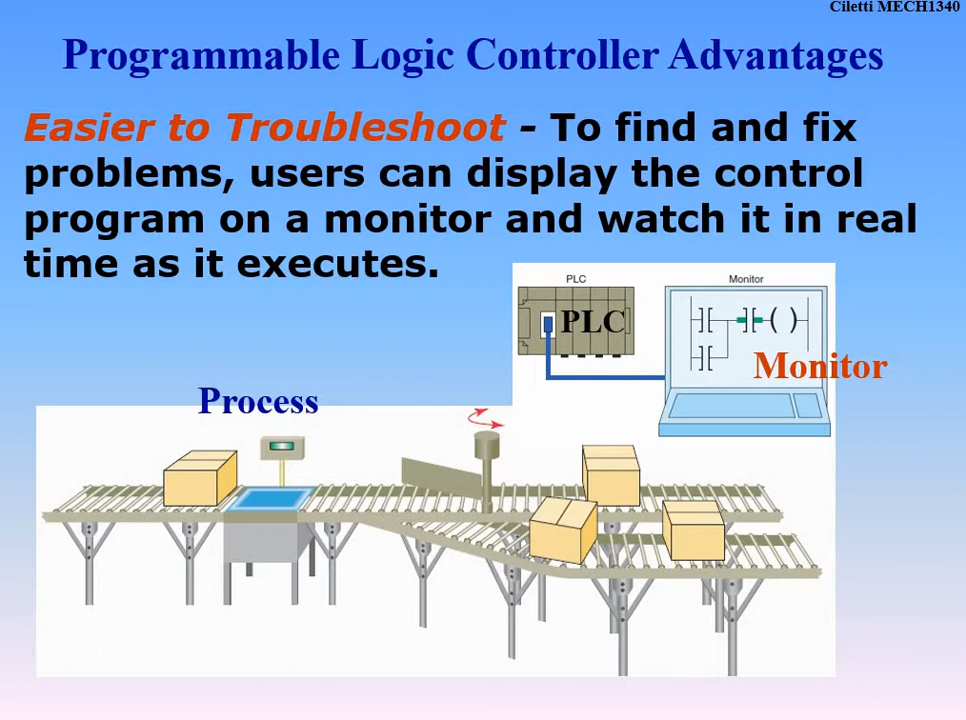 Ciletti MECH1340
Programmable Logic Controller Advantages
Easier to Troubleshoot - To find and fix
problems, users can display the control
program on a monitor and watch it in real
time as it executes.
PLC
Monitor
PLC
Monitor
Process